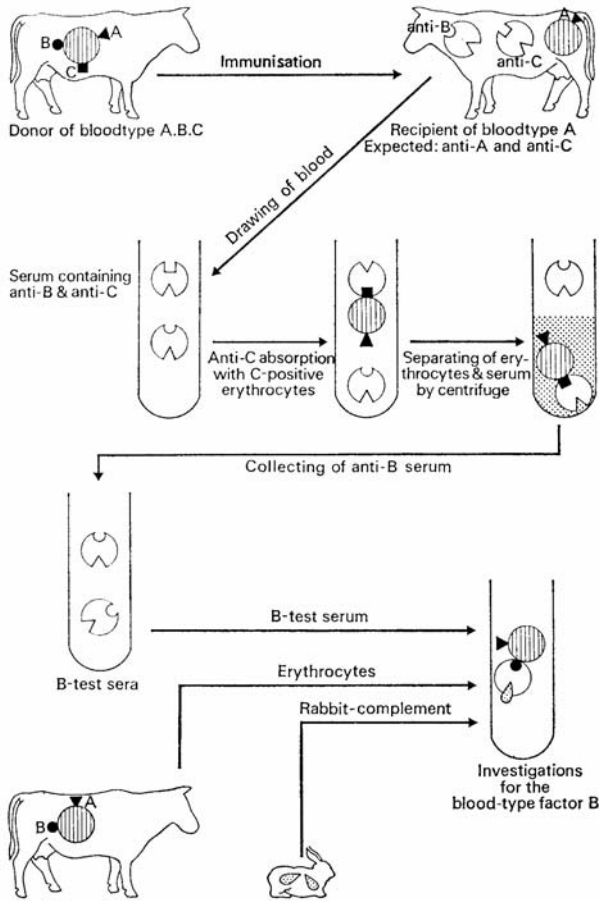 B
A
C
Donor of bloodtype A.B.C
Immunisation
anti-B
anti-C
A
Recipient of bloodtype A
Expected: anti-A and anti-C
Drawing of blood
Serum containing
anti-B & anti-C
Anti-C absorption
with C-positive
erythrocytes
Separating of ery-
throcytes & serum
by centrifuge
Collecting of anti-B serum
B-test sera
B-test serum
Erythrocytes
Rabbit-complement
Investigations
for the
blood-type factor B
A
B